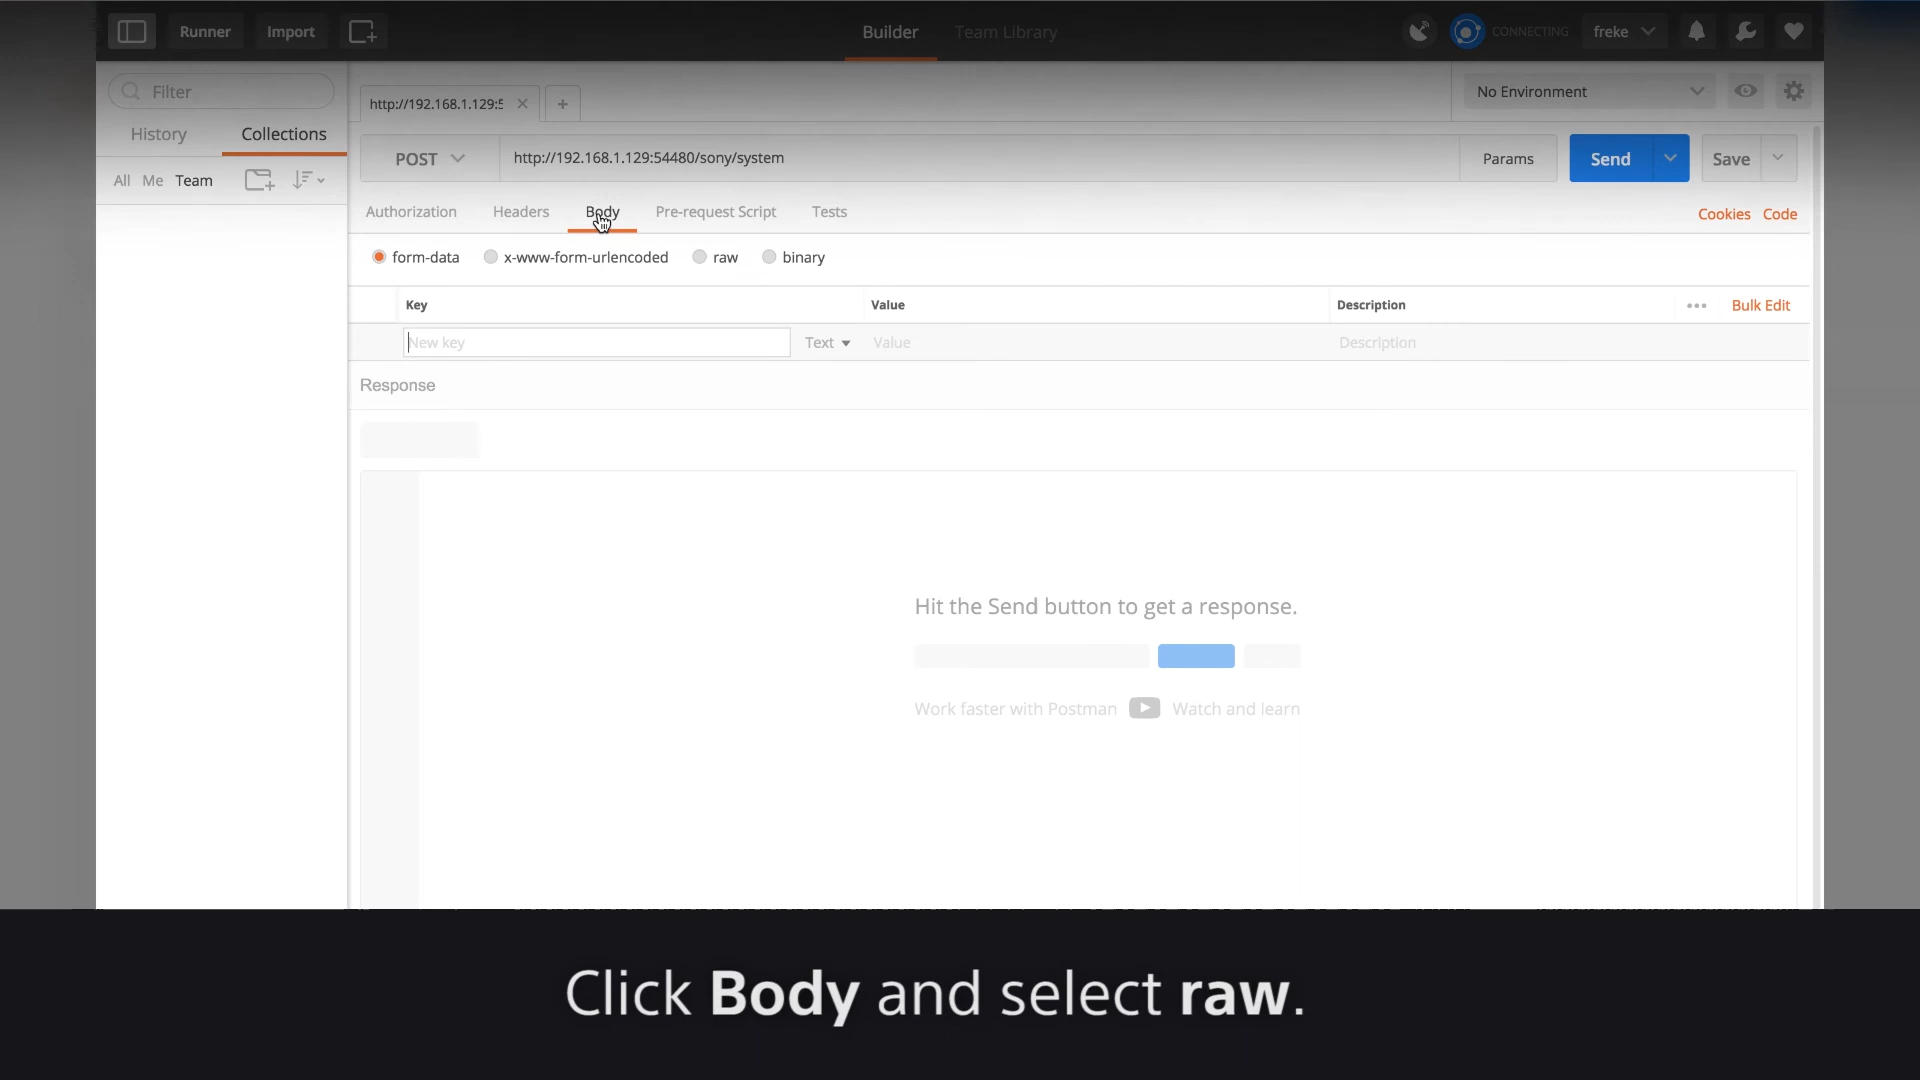 Runner Import Builder Team Library CONNECTING freke
Filter
http://192.168.1.129:5
No Environment
History Collections
POST http://192.168.1.129:54480/sony/system Params Send Save
All Me Team
Authorization Headers Body Pre-request Script Tests Cookies Code
form-data x-www-form-urlencoded raw binary
Key Value Description Bulk Edit
New key Text Value Description
Response
Hit the Send button to get a response.
Work faster with Postman Watch and learn
Click Body and select raw.